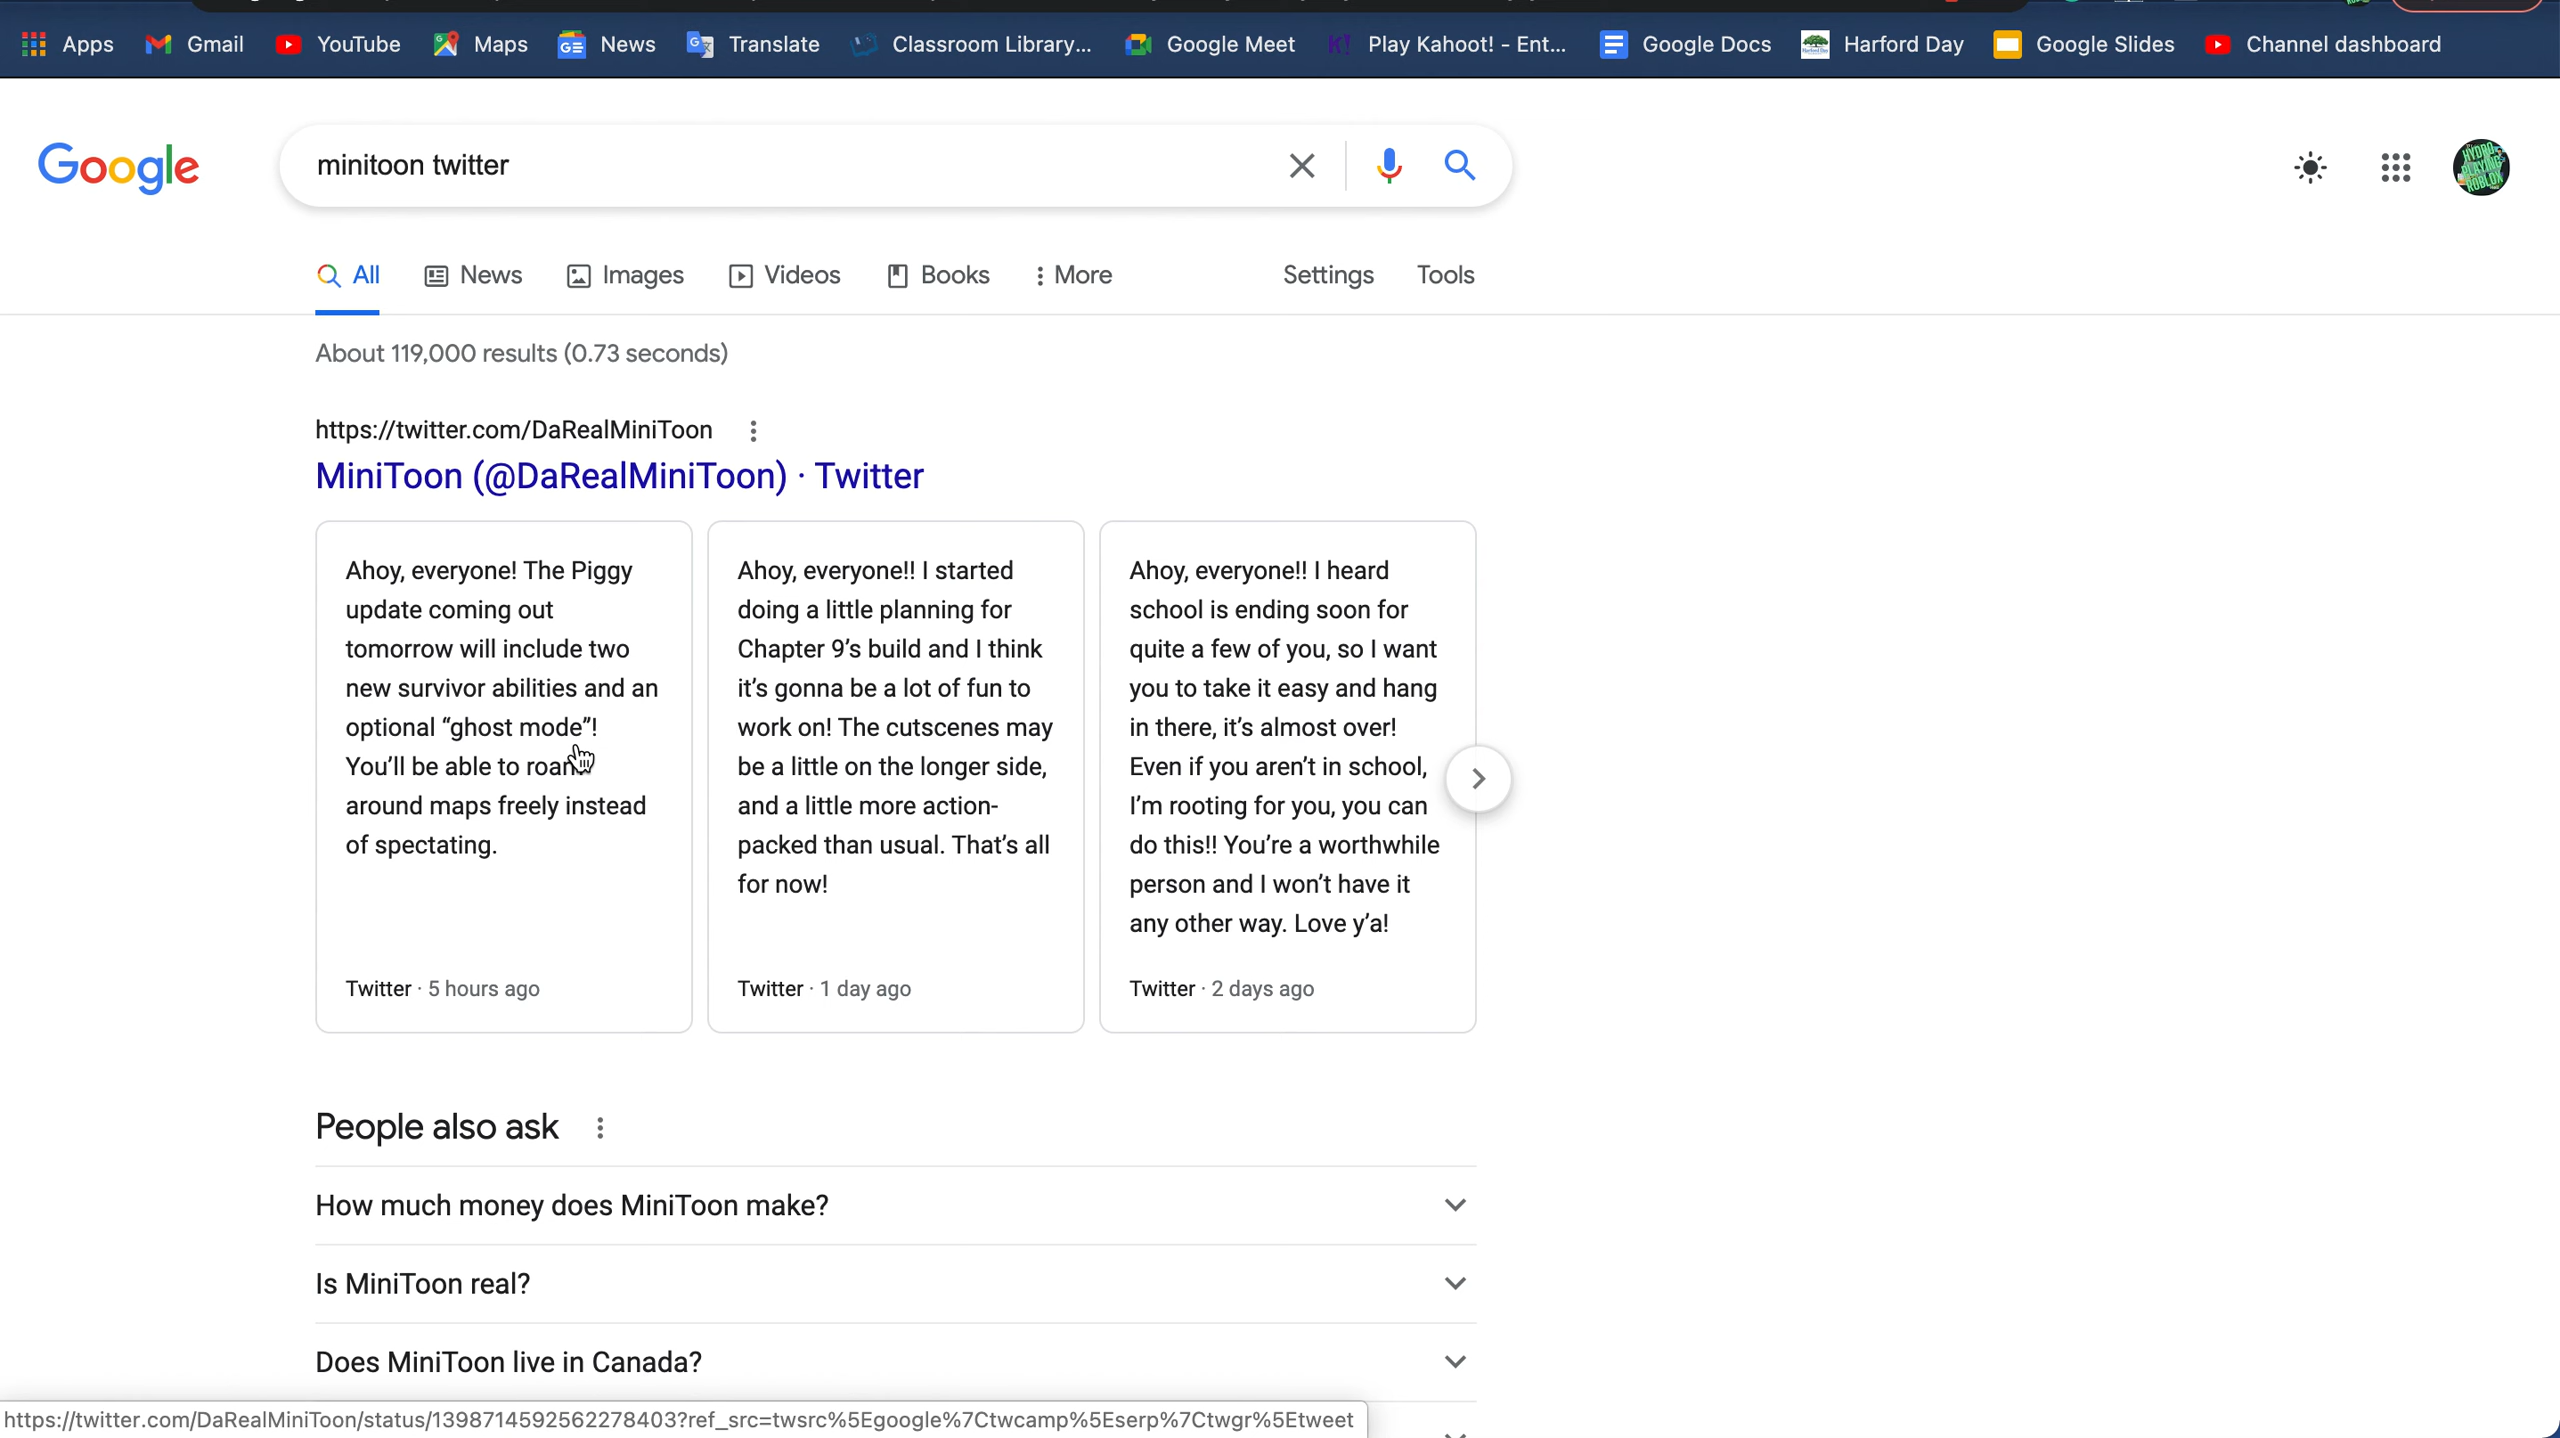 Apps Gmail YouTube Maps News Translate Classroom Library... Google Meet Play Kahoot! - Ent... Google Docs Harford Day Google Slides Channel dashboard
Google minitoon twitter
All News Images Videos Books More Settings Tools
About 119,000 results (0.73 seconds)
https://twitter.com/DaRealMiniToon
MiniToon (@DaRealMiniToon) · Twitter
Ahoy, everyone! The Piggy
update coming out
tomorrow will include two
new survivor abilities and an
optional “ghost mode”!
You’ll be able to roam
around maps freely instead
of spectating.
Twitter · 5 hours ago
Ahoy, everyone!! I started
doing a little planning for
Chapter 9’s build and I think
it’s gonna be a lot of fun to
work on! The cutscenes may
be a little on the longer side,
and a little more action-
packed than usual. That’s all
for now!
Twitter · 1 day ago
Ahoy, everyone!! I heard
school is ending soon for
quite a few of you, so I want
you to take it easy and hang
in there, it’s almost over!
Even if you aren’t in school,
I’m rooting for you, you can
do this!! You’re a worthwhile
person and I won’t have it
any other way. Love y’a!
Twitter · 2 days ago
People also ask
How much money does MiniToon make?
Is MiniToon real?
Does MiniToon live in Canada?
https://twitter.com/DaRealMiniToon/status/1398714592562278403?ref_src=twsrc%5Egoogle%7Ctwcamp%5Eserp%7Ctwgr%5Etweet